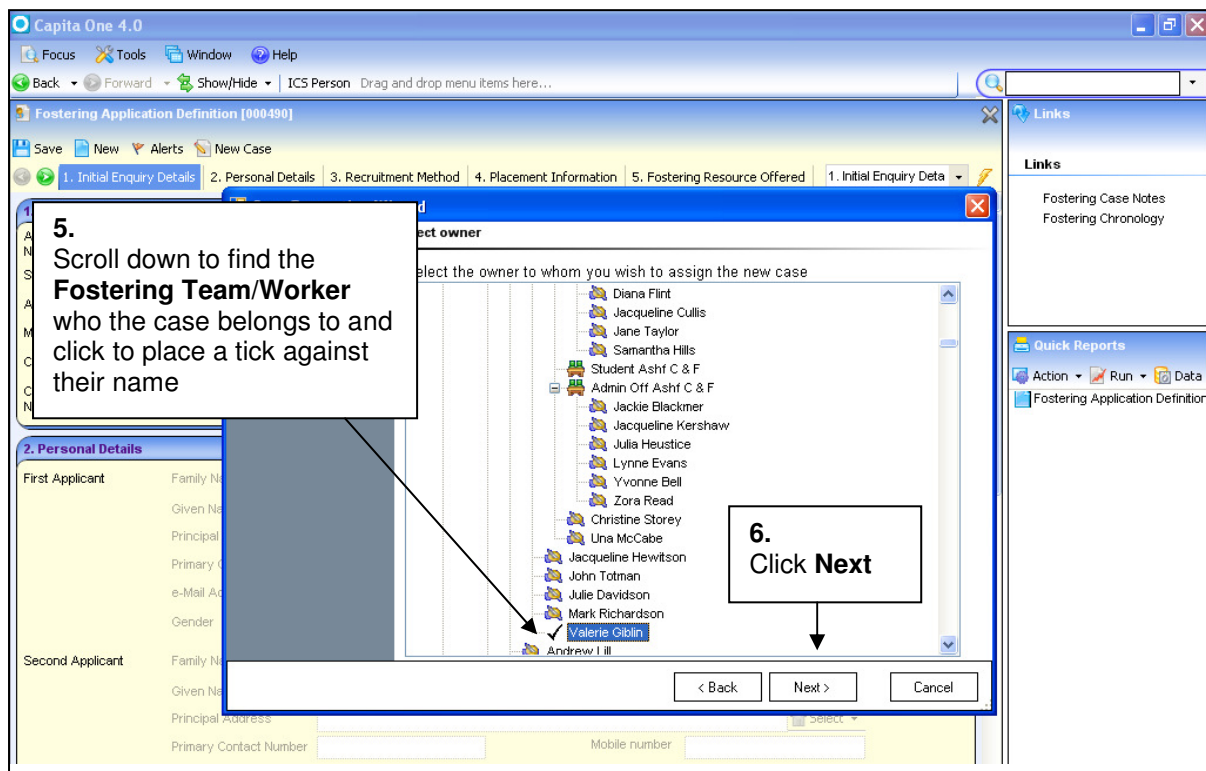 Capita One 4.0
Focus Tools Window Help
Back Forward Show/Hide ICS Person Drag and drop menu items here...
Fostering Application Definition [000490]
Save New Alerts New Case
1. Initial Enquiry Details 2. Personal Details 3. Recruitment Method 4. Placement Information 5. Fostering Resource Offered 1. Initial Enquiry Deta
5.
Scroll down to find the
Fostering Team/Worker
who the case belongs to and
click to place a tick against
their name
ect owner
elect the owner to whom you wish to assign the new case
Diana Flint
Jacqueline Cullis
Jane Taylor
Samantha Hills
Student Ashf C & F
Admin Off Ashf C & F
Jackie Blackmer
Jacqueline Kershaw
Julia Heustice
Lynne Evans
Yvonne Bell
Zora Read
Christine Storey
Una McCabe
Jacqueline Hewitson
John Totman
Julie Davidson
Mark Richardson
Valerie Giblin
Andrew Lill
6.
Click Next
< Back Next > Cancel
2. Personal Details
First Applicant Family Na
Given Na
Principal
Primary C
e-Mail Ad
Gender
Second Applicant Family Na
Given Na
Principal Address Select
Primary Contact Number Mobile number
Links
Links
Fostering Case Notes
Fostering Chronology
Quick Reports
Action Run Data
Fostering Application Definition